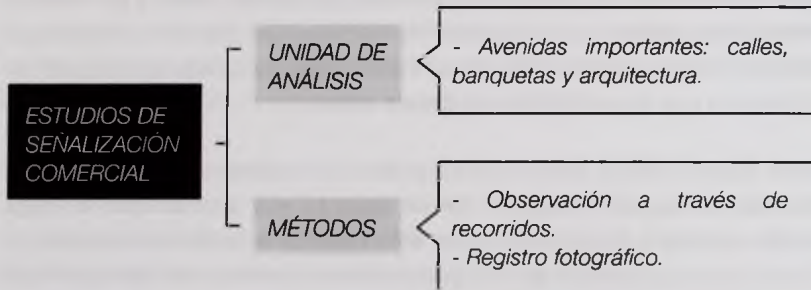 ESTUDIOS DE
SEÑALIZACIÓN
COMERCIAL
UNIDAD DE
ANÁLISIS
- Avenidas importantes: calles,
banquetas y arquitectura.
MÉTODOS
- Observación a través de
recorridos.
- Registro fotográfico.